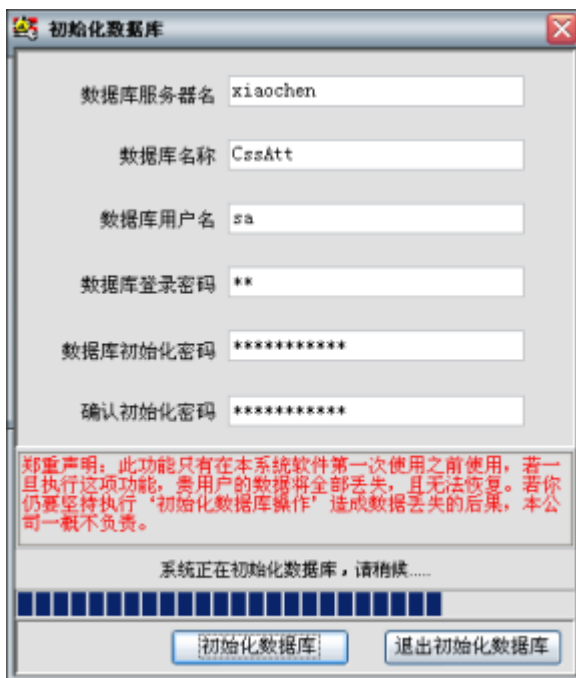 初始化数据库
数据库服务器名 xiaochen
数据库名称 CssAtt
数据库用户名 sa
数据库登录密码 **
数据库初始化密码 ***********
确认初始化密码 ***********
郑重声明：此功能只有在本系统软件第一次使用之前使用，若一
旦执行这项功能，贵用户的数据将全部丢失，且无法恢复。若你
仍要坚持执行‘初始化数据库操作’造成数据丢失的后果，本公
司一概不负责。
系统正在初始化数据库，请稍候.....
初始化数据库 退出初始化数据库